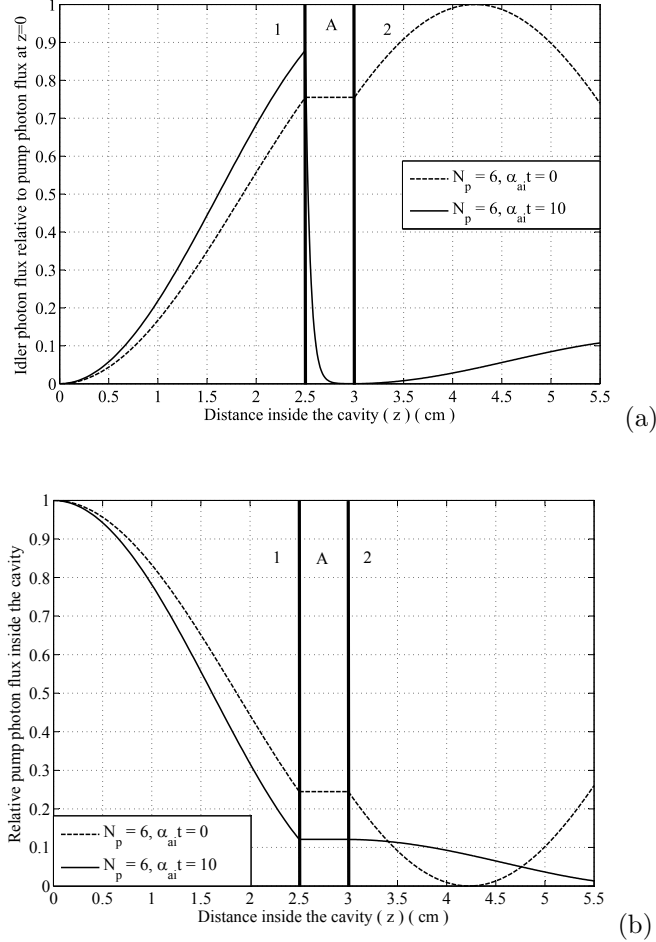 Idler photon flux relative to pump photon flux at z=0
1
0.9
0.8
0.7
0.6
0.5
0.4
0.3
0.2
0.1
0
1 A 2
N_p = 6, α_ai t = 0
N_p = 6, α_ai t = 10
0 0.5 1 1.5 2 2.5 3 3.5 4 4.5 5 5.5
Distance inside the cavity ( z ) ( cm )
(a)
Relative pump photon flux inside the cavity
1
0.9
0.8
0.7
0.6
0.5
0.4
0.3
0.2
0.1
0
1 A 2
N_p = 6, α_ai t = 0
N_p = 6, α_ai t = 10
0 0.5 1 1.5 2 2.5 3 3.5 4 4.5 5 5.5
Distance inside the cavity ( z ) ( cm )
(b)